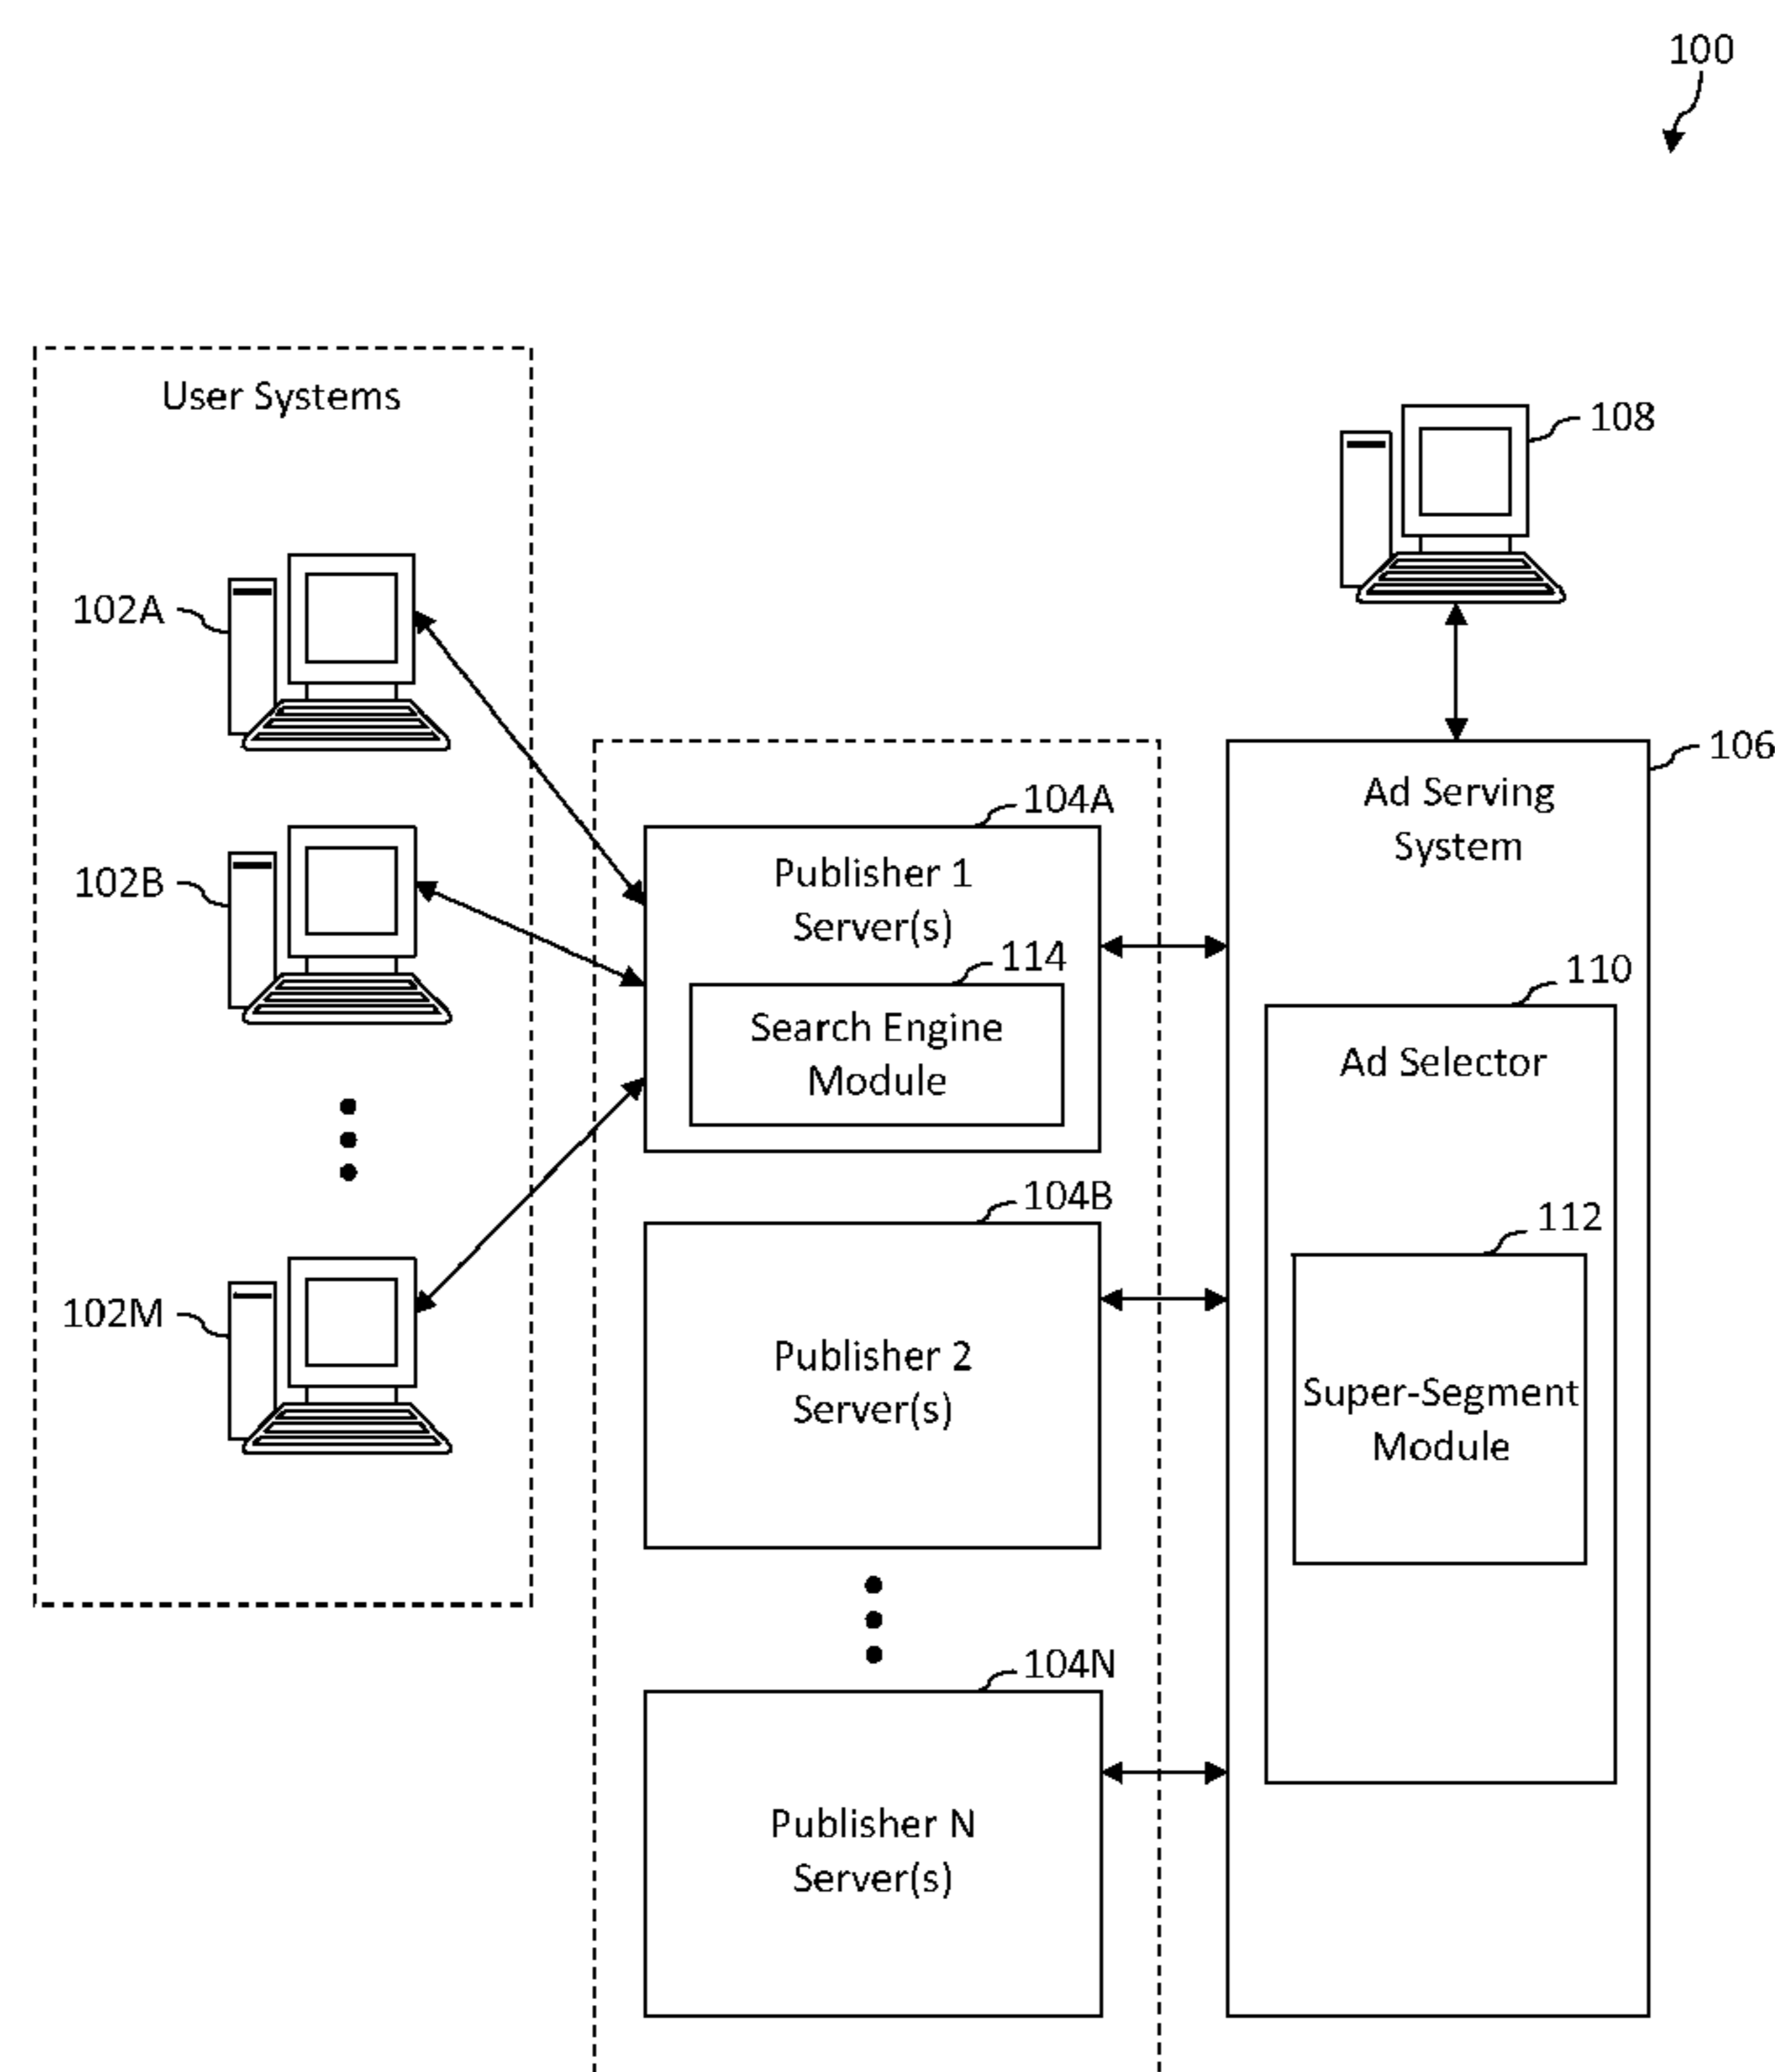 100
User Systems
108
102A
106
Ad Serving
System
104A
Publisher 1
Server(s)
102B
114
Search Engine
Module
110
Ad Selector
104B
112
102M
Publisher 2
Server(s)
Super-Segment
Module
104N
Publisher N
Server(s)